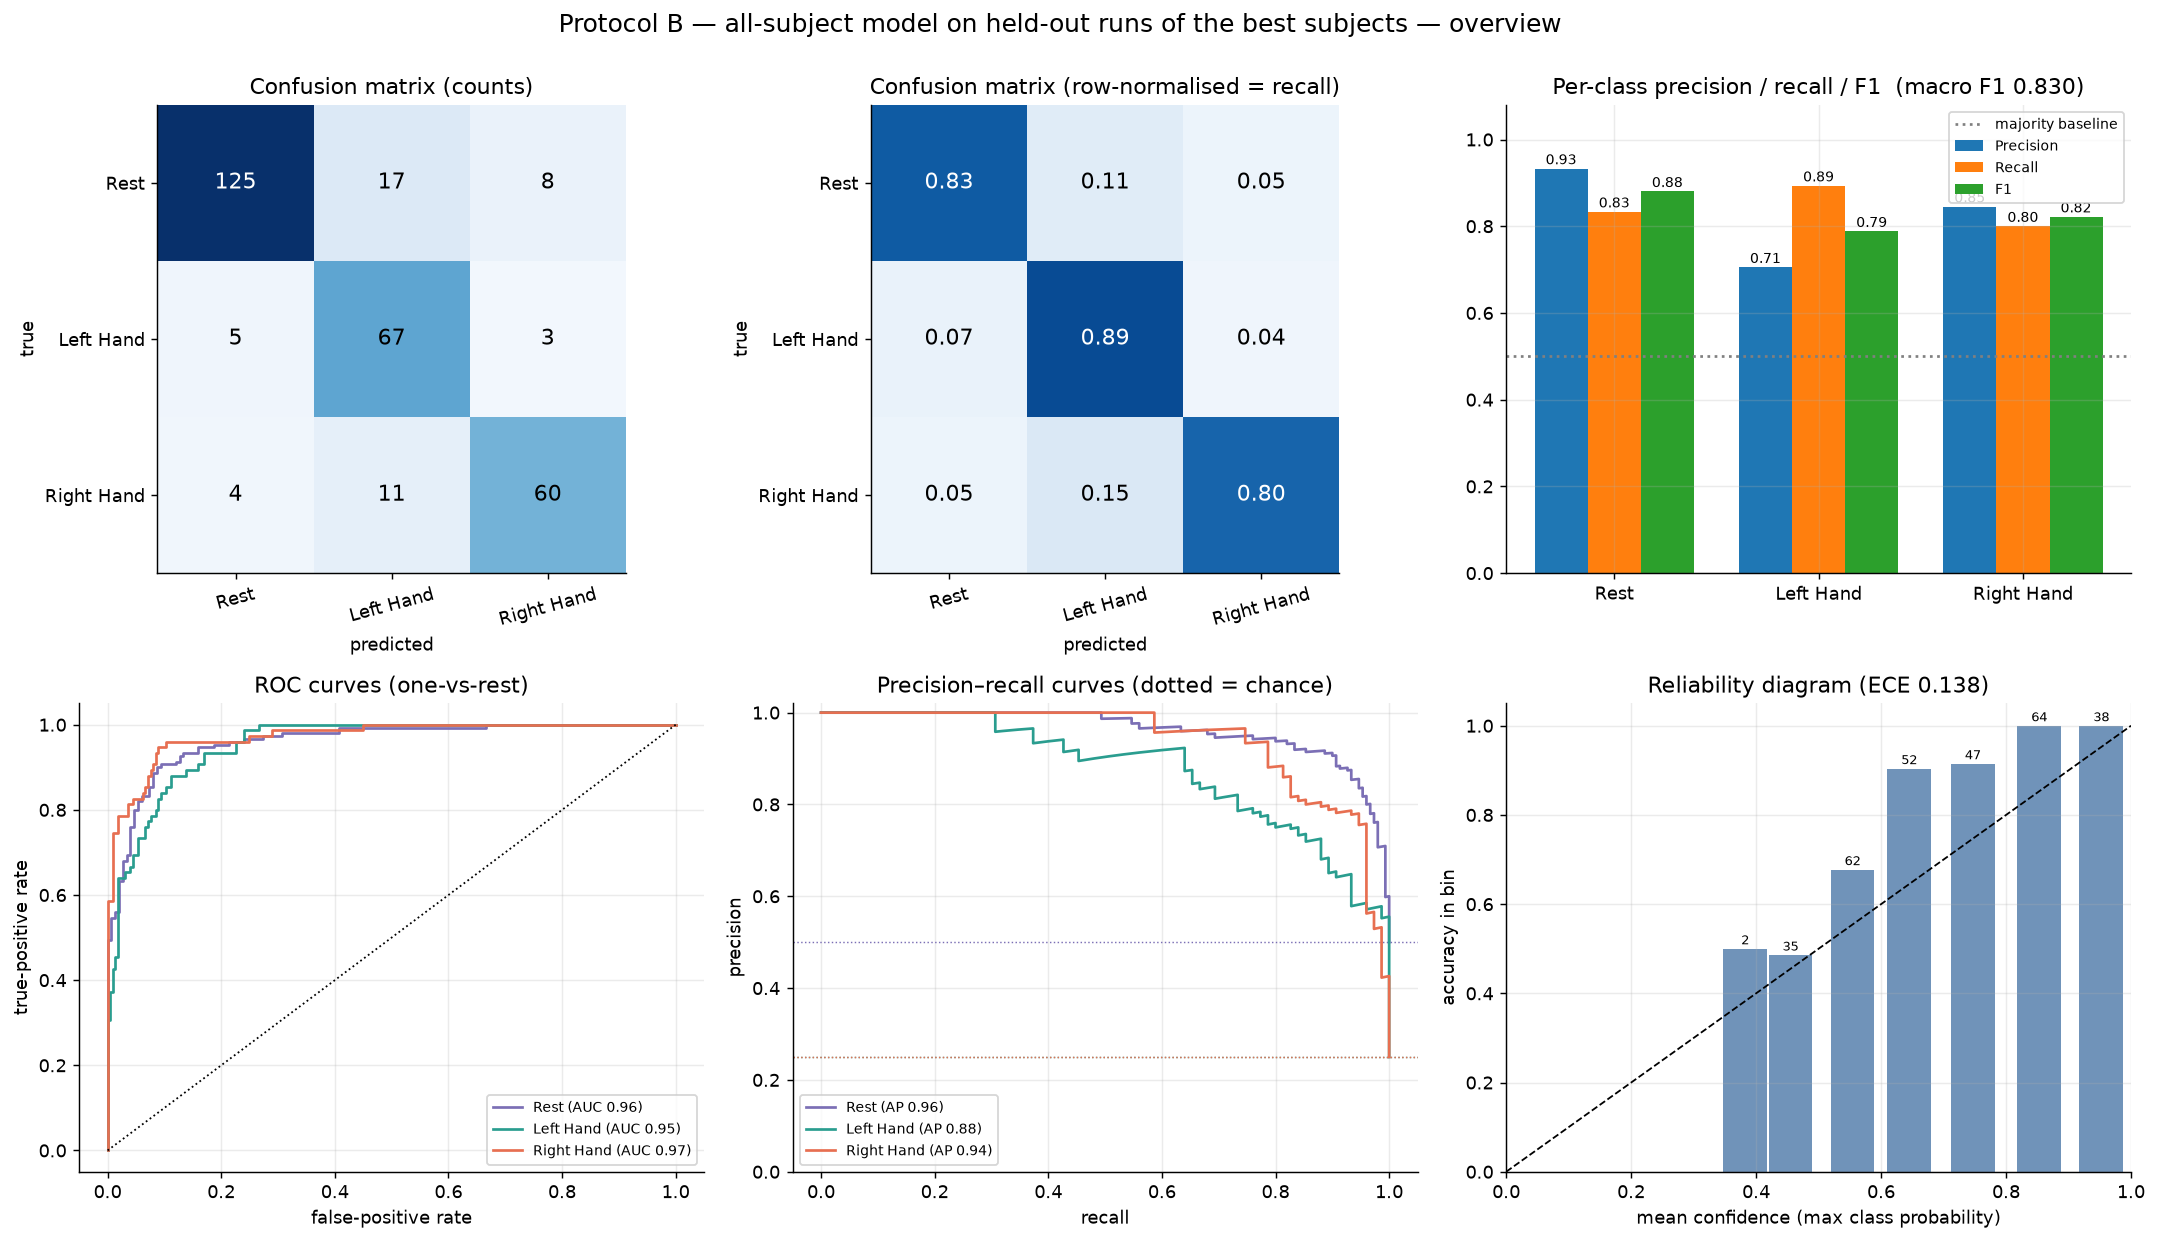 Protocol B — all-subject model on held-out runs of the best subjects — overview
Confusion matrix (counts)
true
Rest
Left Hand
Right Hand
125 17 8
5 67 3
4 11 60
Rest Left Hand Right Hand
predicted
Confusion matrix (row-normalised = recall)
true
Rest
Left Hand
Right Hand
0.83 0.11 0.05
0.07 0.89 0.04
0.05 0.15 0.80
Rest Left Hand Right Hand
predicted
Per-class precision / recall / F1 (macro F1 0.830)
1.0
0.8
0.6
0.4
0.2
0.0
majority baseline
Precision
Recall
F1
0.93 0.83 0.88
0.71 0.89 0.79
0.85 0.80 0.82
Rest Left Hand Right Hand
ROC curves (one-vs-rest)
true-positive rate
1.0
0.8
0.6
0.4
0.2
0.0
Rest (AUC 0.96)
Left Hand (AUC 0.95)
Right Hand (AUC 0.97)
0.0 0.2 0.4 0.6 0.8 1.0
false-positive rate
Precision–recall curves (dotted = chance)
precision
1.0
0.8
0.6
0.4
0.2
0.0
Rest (AP 0.96)
Left Hand (AP 0.88)
Right Hand (AP 0.94)
0.0 0.2 0.4 0.6 0.8 1.0
recall
Reliability diagram (ECE 0.138)
accuracy in bin
1.0
0.8
0.6
0.4
0.2
0.0
2 35 62 52 47 64 38
0.0 0.2 0.4 0.6 0.8 1.0
mean confidence (max class probability)